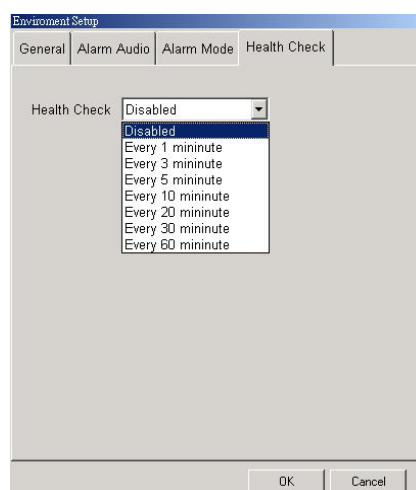 Enviroment Setup
General Alarm Audio Alarm Mode Health Check
Health Check Disabled
Disabled
Every 1 mininute
Every 3 mininute
Every 5 mininute
Every 10 mininute
Every 20 mininute
Every 30 mininute
Every 60 mininute
OK Cancel